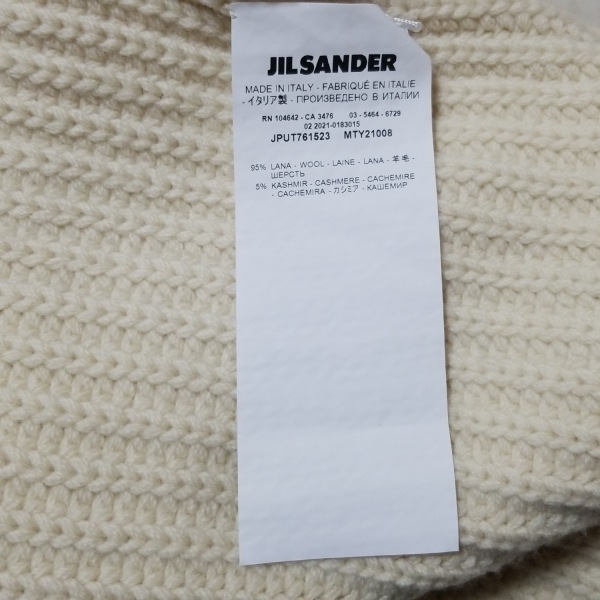 JIL SANDER
MADE IN ITALY - FABRIQUÉ EN ITALIE
- イタリア製 - ПРОИЗВЕДЕНО В ИТАЛИИ
RN 104642 - CA 3476 03 - 5464 - 6729
02 2021-0183015
JPUT761523 MTY21008
95% LANA - WOOL - LAINE - LANA - 羊毛 -
ШЕРСТЬ
5% KASHMIR - CASHMERE - CACHEMIRE
- CACHEMIRA - カシミア - КАШЕМИР